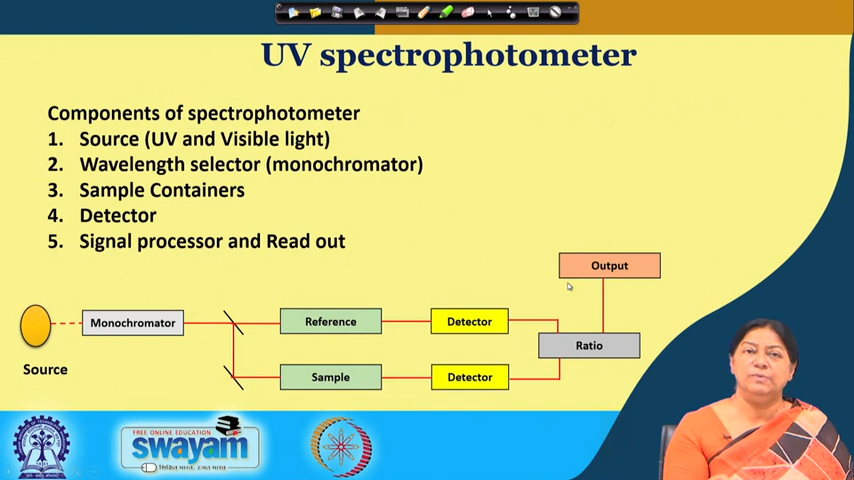 UV spectrophotometer
Components of spectrophotometer
1. Source (UV and Visible light)
2. Wavelength selector (monochromator)
3. Sample Containers
4. Detector
5. Signal processor and Read out
Output
Monochromator
Reference
Detector
Ratio
Source
Sample
Detector
FREE ONLINE EDUCATION
swayam